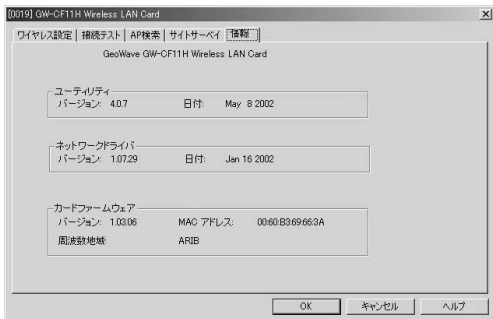 [0019] GW-CF11H Wireless LAN Card
ワイヤレス設定 接続テスト AP検索 サイトサーベイ 情報
GeoWave GW-CF11H Wireless LAN Card
ユーティリティ
バージョン: 4.0.7 日付: May 8 2002
ネットワークドライバ
バージョン: 1.07.29 日付: Jan 16 2002
カードファームウェア
バージョン: 1.03.06 MAC アドレス: 00:60:B3:69:66:3A
周波数地域: ARIB
OK キャンセル ヘルプ